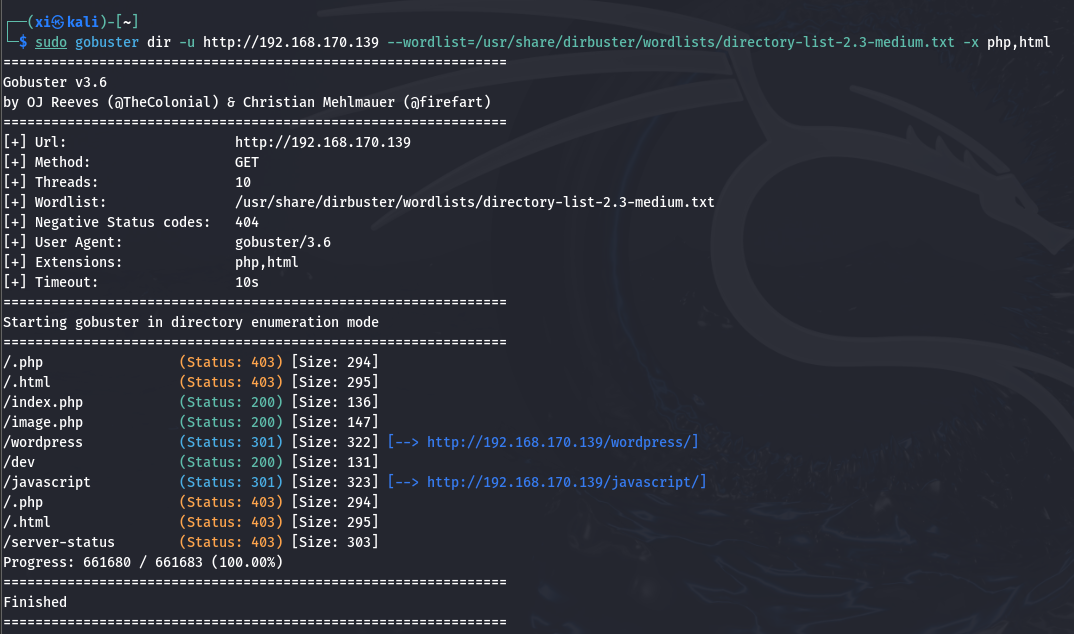 ┌──(xi㉿kali)-[~]
└─$ sudo gobuster dir -u http://192.168.170.139 --wordlist=/usr/share/dirbuster/wordlists/directory-list-2.3-medium.txt -x php,html
===============================================================
Gobuster v3.6
by OJ Reeves (@TheColonial) & Christian Mehlmauer (@firefart)
===============================================================
[+] Url:                     http://192.168.170.139
[+] Method:                  GET
[+] Threads:                 10
[+] Wordlist:                /usr/share/dirbuster/wordlists/directory-list-2.3-medium.txt
[+] Negative Status codes:   404
[+] User Agent:              gobuster/3.6
[+] Extensions:              php,html
[+] Timeout:                 10s
===============================================================
Starting gobuster in directory enumeration mode
===============================================================
/.php                 (Status: 403) [Size: 294]
/.html                (Status: 403) [Size: 295]
/index.php            (Status: 200) [Size: 136]
/image.php            (Status: 200) [Size: 147]
/wordpress            (Status: 301) [Size: 322] [--> http://192.168.170.139/wordpress/]
/dev                  (Status: 200) [Size: 131]
/javascript           (Status: 301) [Size: 323] [--> http://192.168.170.139/javascript/]
/.php                 (Status: 403) [Size: 294]
/.html                (Status: 403) [Size: 295]
/server-status        (Status: 403) [Size: 303]
Progress: 661680 / 661683 (100.00%)
===============================================================
Finished
===============================================================